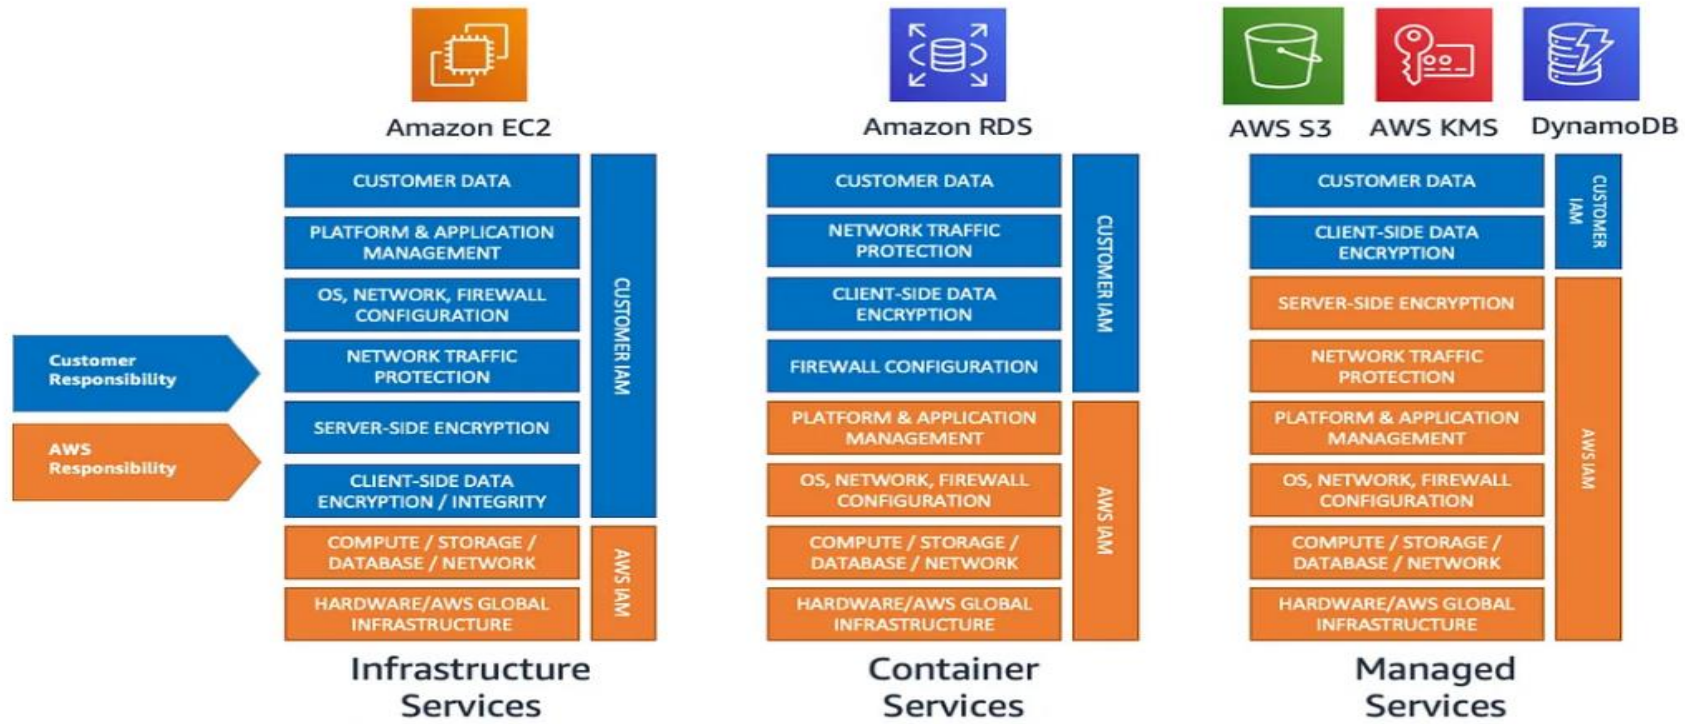 Amazon EC2
CUSTOMER DATA
PLATFORM & APPLICATION
MANAGEMENT
OS, NETWORK, FIREWALL
CONFIGURATION
NETWORK TRAFFIC
PROTECTION
SERVER-SIDE ENCRYPTION
CLIENT-SIDE DATA
ENCRYPTION / INTEGRITY
COMPUTE / STORAGE /
DATABASE / NETWORK
HARDWARE/AWS GLOBAL
INFRASTRUCTURE
CUSTOMER IAM
AWS IAM
Infrastructure
Services
Customer
Responsibility
AWS
Responsibility
Amazon RDS
CUSTOMER DATA
NETWORK TRAFFIC
PROTECTION
CLIENT-SIDE DATA
ENCRYPTION
FIREWALL CONFIGURATION
PLATFORM & APPLICATION
MANAGEMENT
OS, NETWORK, FIREWALL
CONFIGURATION
COMPUTE / STORAGE /
DATABASE / NETWORK
HARDWARE/AWS GLOBAL
INFRASTRUCTURE
CUSTOMER IAM
AWS IAM
Container
Services
AWS S3
AWS KMS
DynamoDB
CUSTOMER DATA
CLIENT-SIDE DATA
ENCRYPTION
SERVER-SIDE ENCRYPTION
NETWORK TRAFFIC
PROTECTION
PLATFORM & APPLICATION
MANAGEMENT
OS, NETWORK, FIREWALL
CONFIGURATION
COMPUTE / STORAGE /
DATABASE / NETWORK
HARDWARE/AWS GLOBAL
INFRASTRUCTURE
CUSTOMER
IAM
AWS IAM
Managed
Services